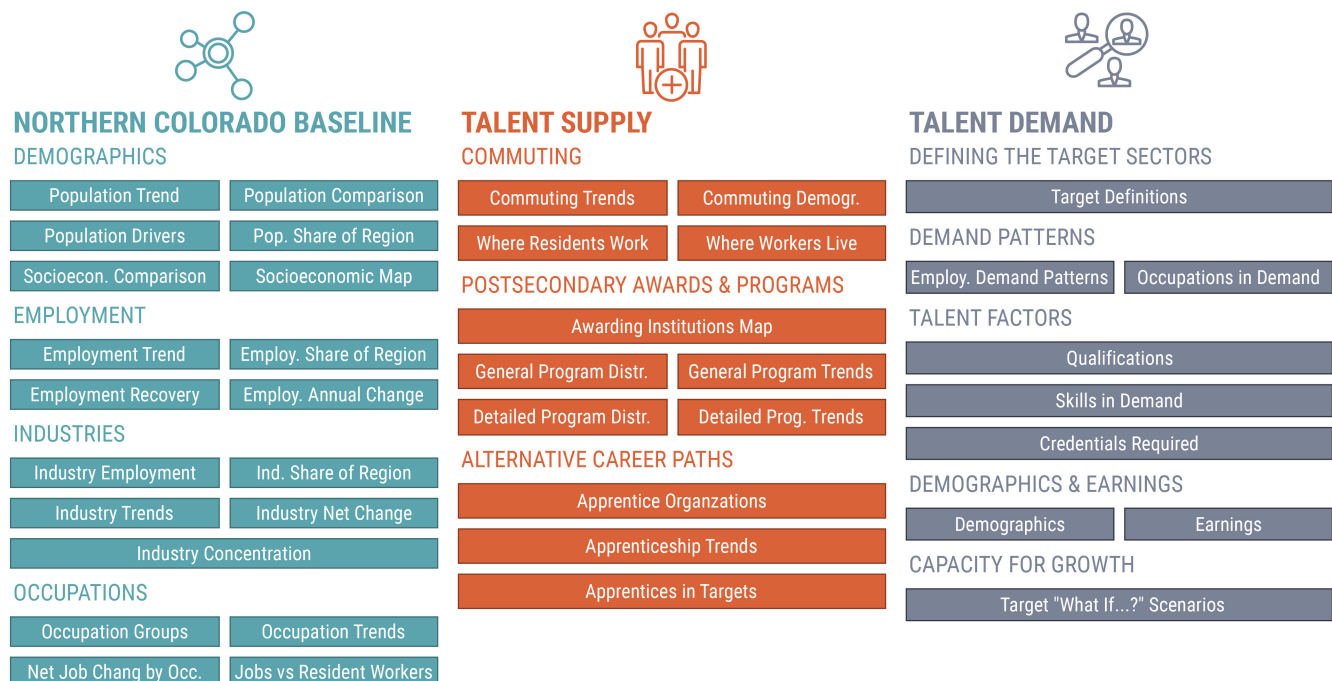 NORTHERN COLORADO BASELINE
DEMOGRAPHICS
Population Trend
Population Comparison
Population Drivers
Pop. Share of Region
Socioecon. Comparison
Socioeconomic Map
EMPLOYMENT
Employment Trend
Employ. Share of Region
Employment Recovery
Employ. Annual Change
INDUSTRIES
Industry Employment
Ind. Share of Region
Industry Trends
Industry Net Change
Industry Concentration
OCCUPATIONS
Occupation Groups
Occupation Trends
Net Job Chang by Occ.
Jobs vs Resident Workers
TALENT SUPPLY
COMMUTING
Commuting Trends
Commuting Demogr.
Where Residents Work
Where Workers Live
POSTSECONDARY AWARDS & PROGRAMS
Awarding Institutions Map
General Program Distr.
General Program Trends
Detailed Program Distr.
Detailed Prog. Trends
ALTERNATIVE CAREER PATHS
Apprentice Organzations
Apprenticeship Trends
Apprentices in Targets
TALENT DEMAND
DEFINING THE TARGET SECTORS
Target Definitions
DEMAND PATTERNS
Employ. Demand Patterns
Occupations in Demand
TALENT FACTORS
Qualifications
Skills in Demand
Credentials Required
DEMOGRAPHICS & EARNINGS
Demographics
Earnings
CAPACITY FOR GROWTH
Target "What If...?" Scenarios